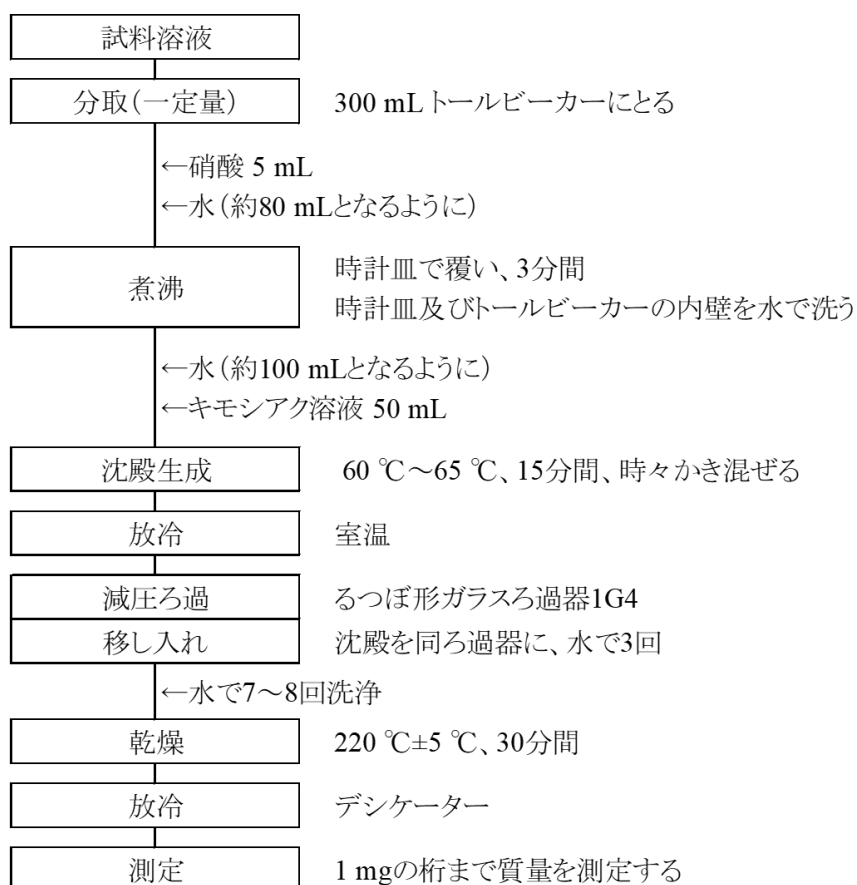 試料溶液
分取(一定量) 300 mL トールビーカーにとる
←硝酸 5 mL
←水(約80 mLとなるように)
煮沸 時計皿で覆い、3分間
時計皿及びトールビーカーの内壁を水で洗う
←水(約100 mLとなるように)
←キモシアク溶液 50 mL
沈殿生成 60 ℃~65 ℃、15分間、時々かき混ぜる
放冷 室温
減圧ろ過 るつぼ形ガラスろ過器1G4
移し入れ 沈殿を同ろ過器に、水で3回
←水で7~8回洗浄
乾燥 220 ℃±5 ℃、30分間
放冷 デシケーター
測定 1 mgの桁まで質量を測定する